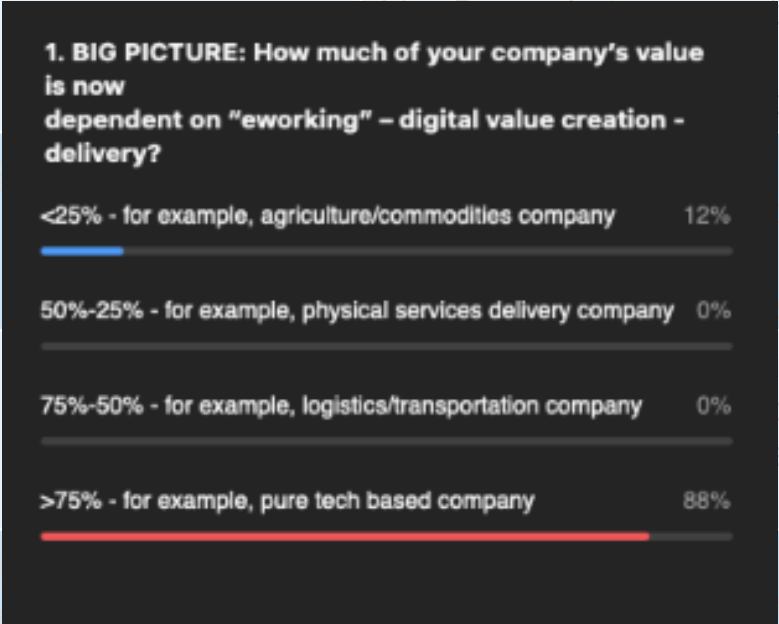 1. BIG PICTURE: How much of your company’s value
is now
dependent on “eworking” – digital value creation -
delivery?
<25% - for example, agriculture/commodities company 12%
50%-25% - for example, physical services delivery company 0%
75%-50% - for example, logistics/transportation company 0%
>75% - for example, pure tech based company 88%